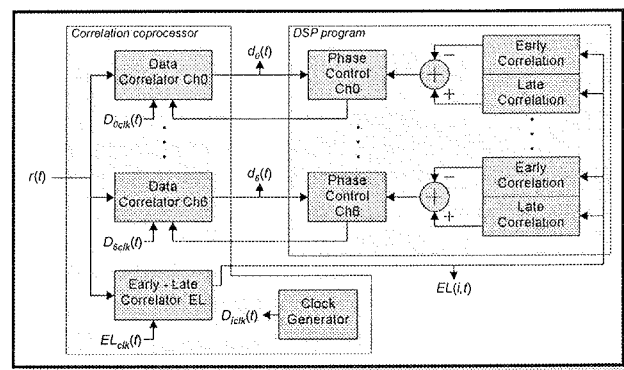 Correlation coprocessor
DSP program
Data
Correlator Ch0
d₀(t)
Phase
Control
Ch0
−
+
+
Early
Correlation
Late
Correlation
D₀clk(t)
r(t)
Data
Correlator Ch6
d₆(t)
Phase
Control
Ch6
−
+
+
Early
Correlation
Late
Correlation
D₆clk(t)
Early - Late
Correlator EL
EL(i,t)
Diclk(t)
Clock
Generator
ELclk(t)